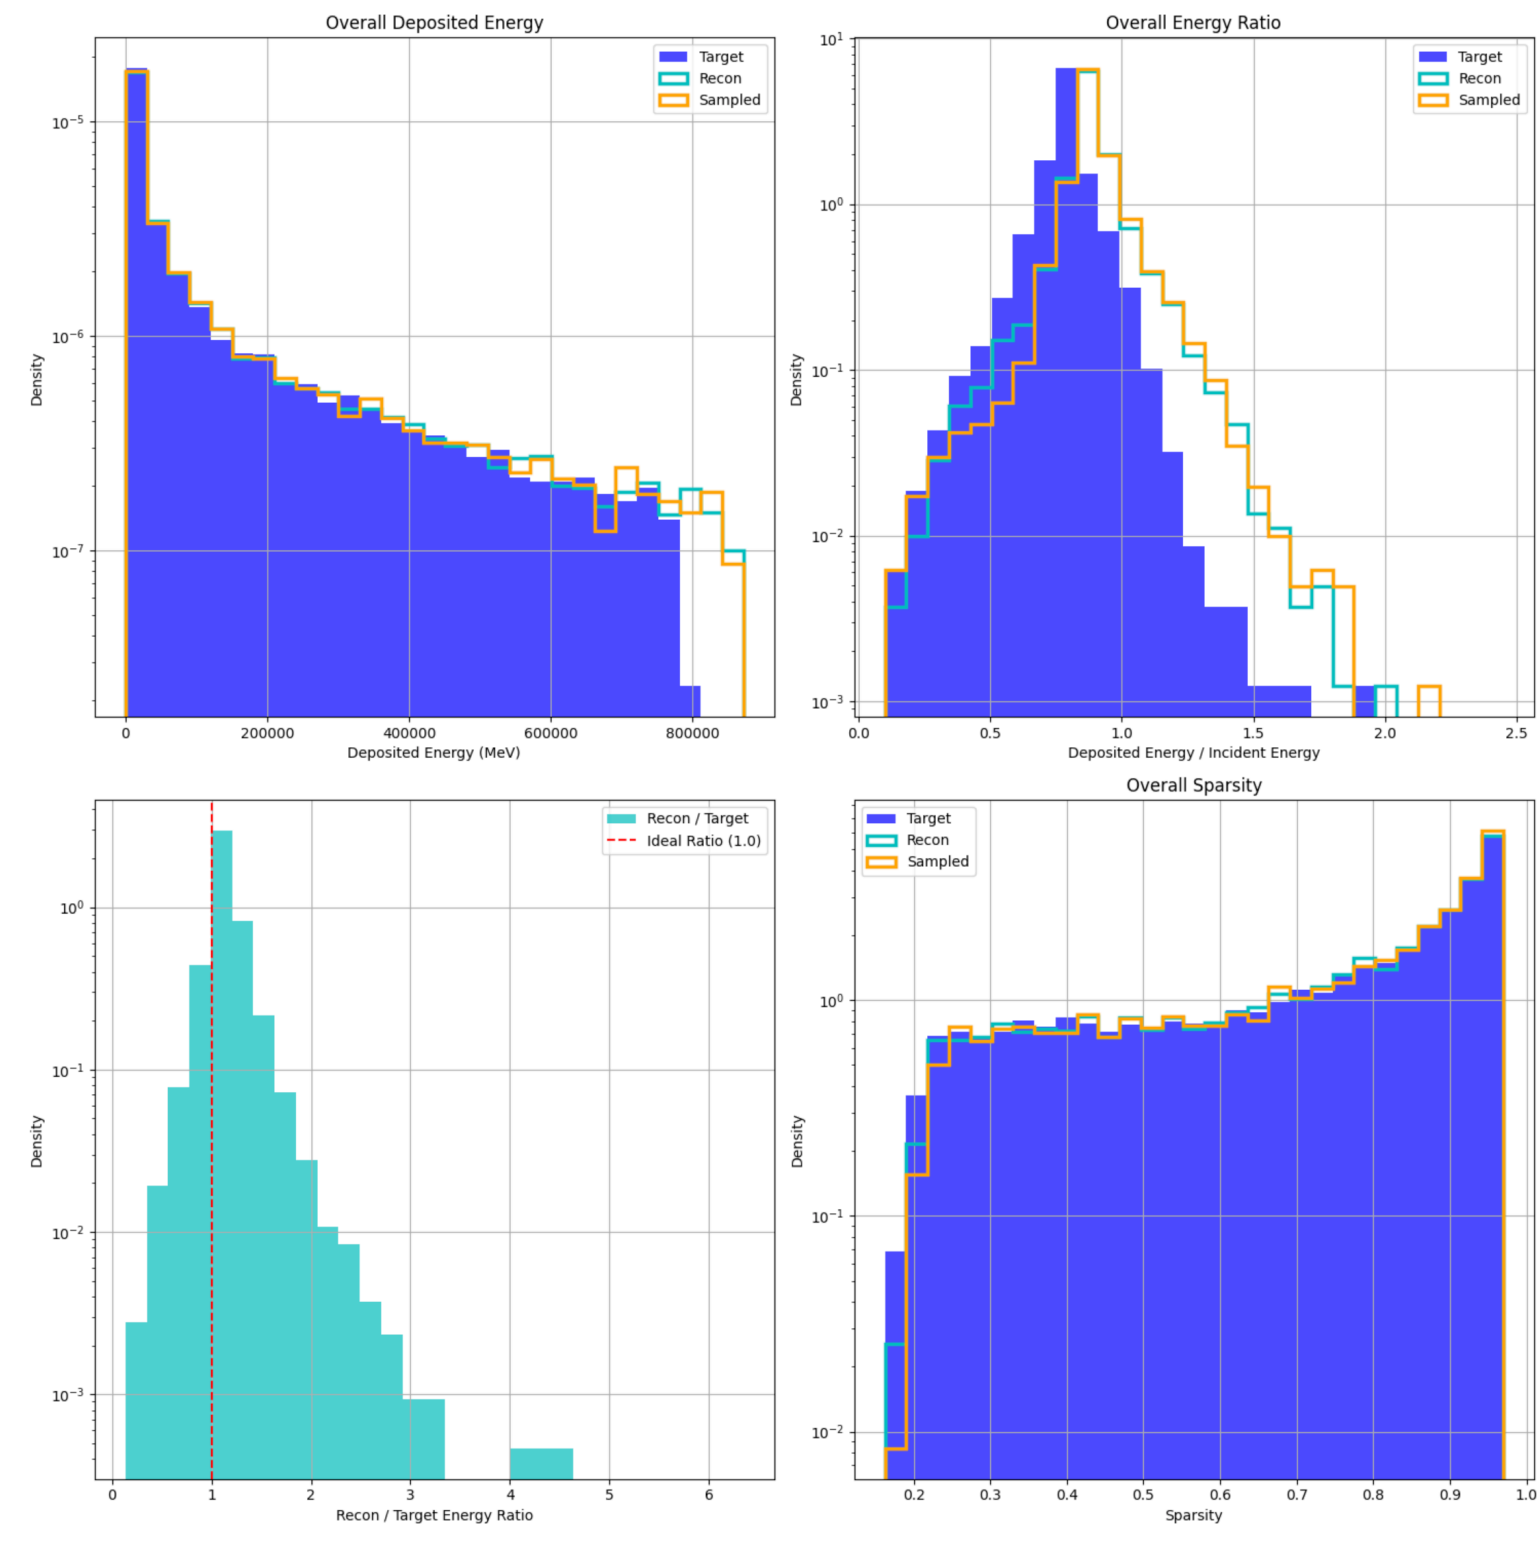 Overall Deposited Energy
Target
Recon
Sampled
10⁻⁵
10⁻⁶
10⁻⁷
Density
0 200000 400000 600000 800000
Deposited Energy (MeV)
Overall Energy Ratio
Target
Recon
Sampled
10¹
10⁰
10⁻¹
10⁻²
10⁻³
Density
0.0 0.5 1.0 1.5 2.0 2.5
Deposited Energy / Incident Energy
Recon / Target
Ideal Ratio (1.0)
10⁰
10⁻¹
10⁻²
10⁻³
Density
0 1 2 3 4 5 6
Recon / Target Energy Ratio
Overall Sparsity
Target
Recon
Sampled
10⁰
10⁻¹
10⁻²
Density
0.2 0.3 0.4 0.5 0.6 0.7 0.8 0.9 1.0
Sparsity